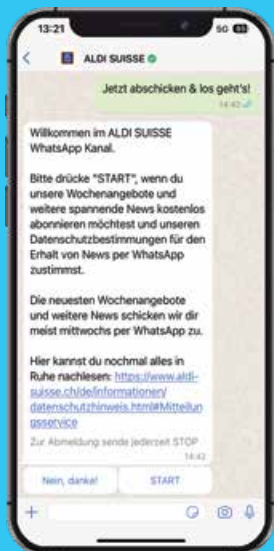 13:21
5G 65
ALDI SUISSE
Jetzt abschicken & los geht's!
14:42
Willkommen im ALDI SUISSE
WhatsApp Kanal.
Bitte drücke "START", wenn du
unsere Wochenangebote und
weitere spannende News kostenlos
abonnieren möchtest und unseren
Datenschutzbestimmungen für den
Erhalt von News per WhatsApp
zustimmst.
Die neuesten Wochenangebote
und weitere News schicken wir dir
meist mittwochs per WhatsApp zu.
Hier kannst du nochmal alles in
Ruhe nachlesen: https://www.aldi-
suisse.ch/de/informationen/
datenschutzhinweis.html#Mitteilun
gsservice
Zur Abmeldung sende jederzeit STOP
14:42
Nein, danke!
START